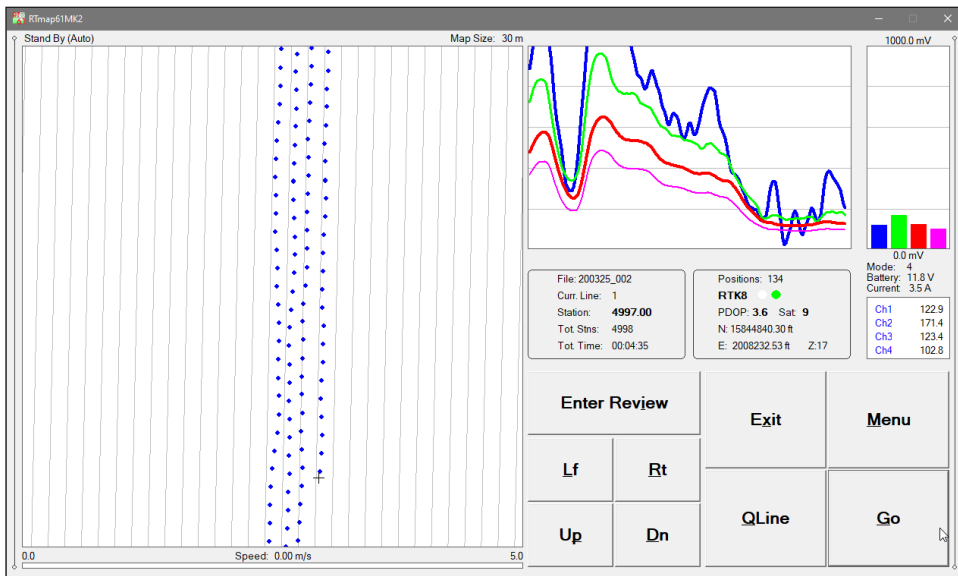 RTmap61MK2
Stand By (Auto)
Map Size: 30 m
1000.0 mV
0.0 mV
Mode: 4
Battery: 11.8 V
Current: 3.5 A
File: 200325_002
Curr. Line: 1
Station: 4997.00
Tot. Stns: 4998
Tot. Time: 00:04:35
Positions: 134
RTK8
PDOP: 3.6 Sat: 9
N: 15844840.30 ft
E: 2008232.53 ft Z:17
Ch1 122.9
Ch2 171.4
Ch3 123.4
Ch4 102.8
Enter Review
Exit
Menu
Lf
Rt
Up
Dn
QLine
Go
0.0
Speed: 0.00 m/s
5.0